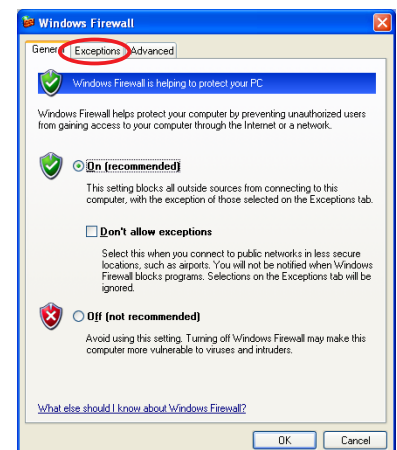 Windows Firewall
General Exceptions Advanced
Windows Firewall is helping to protect your PC
Windows Firewall helps protect your computer by preventing unauthorized users
from gaining access to your computer through the Internet or a network.
On (recommended)
This setting blocks all outside sources from connecting to this
computer, with the exception of those selected on the Exceptions tab.
Don't allow exceptions
Select this when you connect to public networks in less secure
locations, such as airports. You will not be notified when Windows
Firewall blocks programs. Selections on the Exceptions tab will be
ignored.
Off (not recommended)
Avoid using this setting. Turning off Windows Firewall may make this
computer more vulnerable to viruses and intruders.
What else should I know about Windows Firewall?
OK Cancel